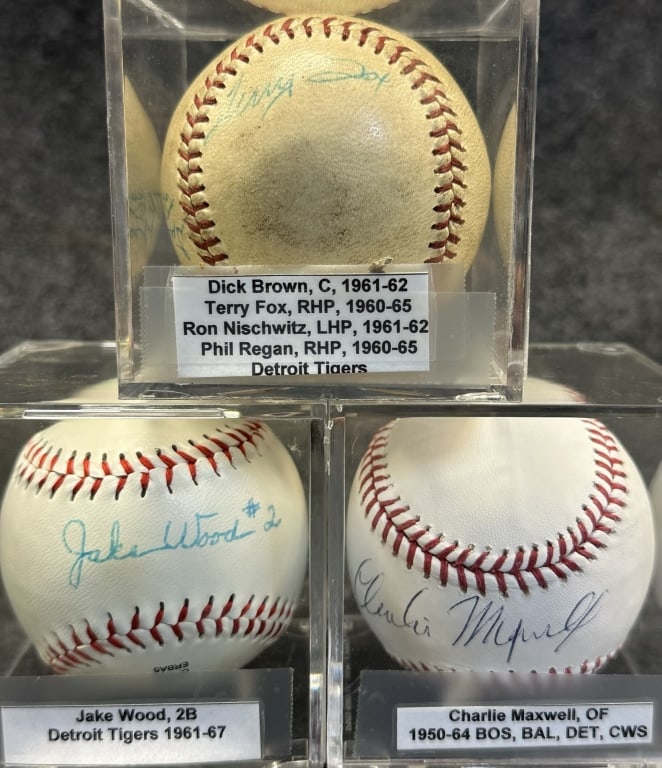 Terry Fox
Dick Brown, C, 1961-62
Terry Fox, RHP, 1960-65
Ron Nischwitz, LHP, 1961-62
Phil Regan, RHP, 1960-65
Detroit Tigers
Jake Wood #2
Charlie Maxwell
Jake Wood, 2B
Detroit Tigers 1961-67
Charlie Maxwell, OF
1950-64 BOS, BAL, DET, CWS